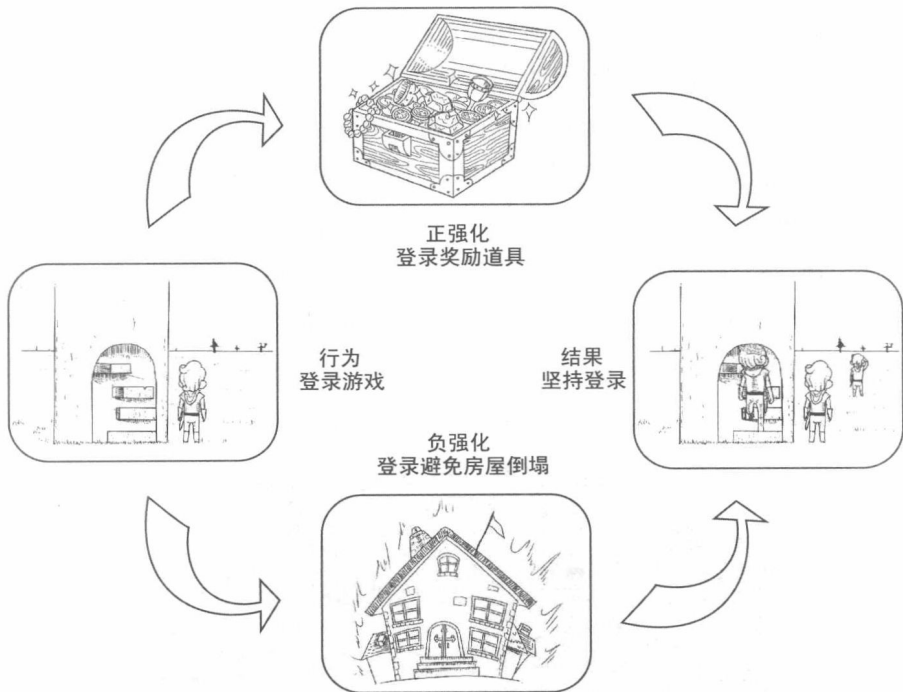 正强化
登录奖励道具
行为
登录游戏
结果
坚持登录
负强化
登录避免房屋倒塌